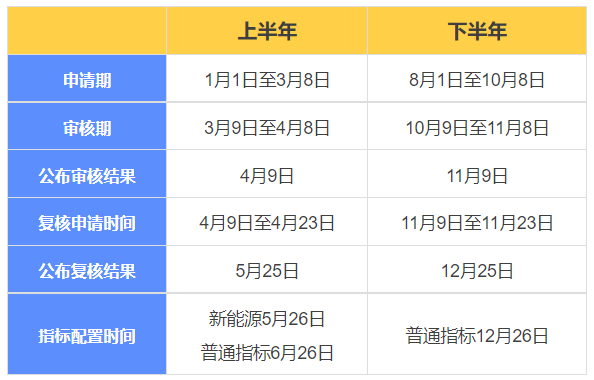 上半年 下半年
申请期 1月1日至3月8日 8月1日至10月8日
审核期 3月9日至4月8日 10月9日至11月8日
公布审核结果 4月9日 11月9日
复核申请时间 4月9日至4月23日 11月9日至11月23日
公布复核结果 5月25日 12月25日
指标配置时间 新能源5月26日 普通指标12月26日
普通指标6月26日